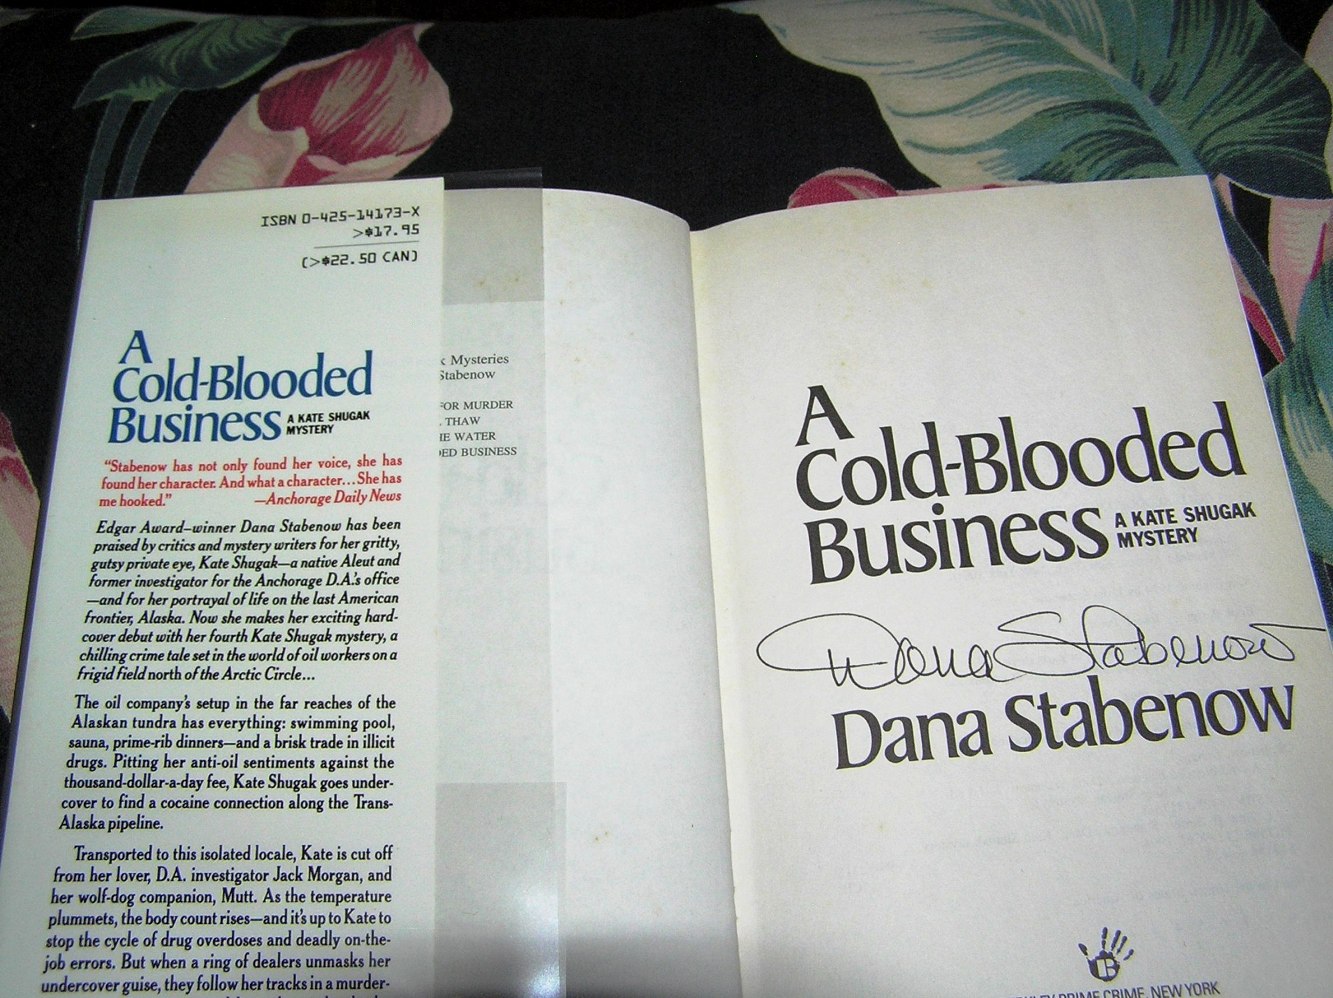 ISBN 0-425-14173-X
>$17.95
(>$22.50 CAN)
A
Cold-Blooded
Business A KATE SHUGAK
MYSTERY
"Stabenow has not only found her voice, she has
found her character. And what a character...She has
me hooked." —Anchorage Daily News
Edgar Award–winner Dana Stabenow has been
praised by critics and mystery writers for her gritty,
gutsy private eye, Kate Shugak—a native Aleut and
former investigator for the Anchorage D.A.'s office
—and for her portrayal of life on the last American
frontier, Alaska. Now she makes her exciting hard-
cover debut with her fourth Kate Shugak mystery, a
chilling crime tale set in the world of oil workers on a
frigid field north of the Arctic Circle...
The oil company's setup in the far reaches of the
Alaskan tundra has everything: swimming pool,
sauna, prime-rib dinners—and a brisk trade in illicit
drugs. Pitting her anti-oil sentiments against the
thousand-dollar-a-day fee, Kate Shugak goes under-
cover to find a cocaine connection along the Trans-
Alaska pipeline.
Transported to this isolated locale, Kate is cut off
from her lover, D.A. investigator Jack Morgan, and
her wolf-dog companion, Mutt. As the temperature
plummets, the body count rises—and it's up to Kate to
stop the cycle of drug overdoses and deadly on-the-
job errors. But when a ring of dealers unmasks her
undercover guise, they follow her tracks in a murder-
Mysteries
Stabenow
FOR MURDER
THAW
WATER
BUSINESS
A
Cold-Blooded
Business A KATE SHUGAK
MYSTERY
Dana Stabenow
Dana Stabenow
PRIME CRIME, NEW YORK